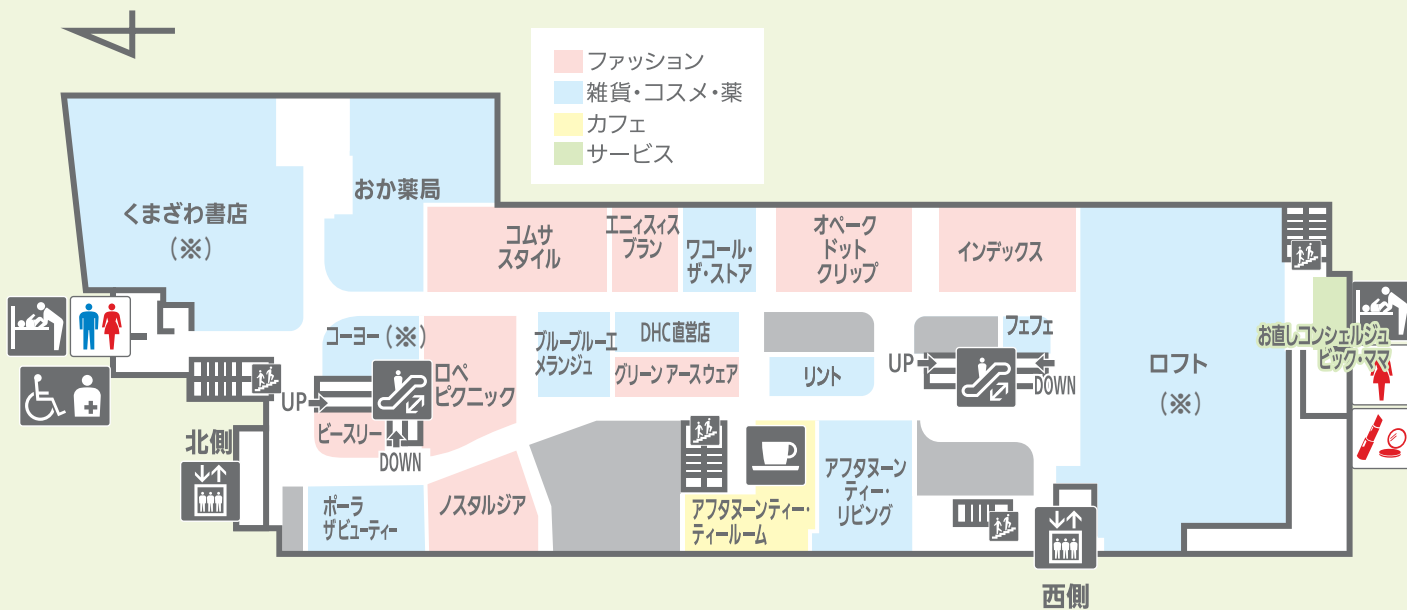 ファッション
雑貨・コスメ・薬
カフェ
サービス
くまざわ書店
(※)
おか薬局
コムサ
スタイル
エニィスィス
ブラン
ワコール・
ザ・ストア
オペーク
ドット
クリップ
インデックス
コーヨー(※)
ブルーブルーエ
メランジュ
DHC直営店
グリーン アースウェア
リント
フェフェ
お直しコンシェルジュ
ビック・ママ
ロフト
(※)
UP
DOWN
ロペ
ピクニック
UP
ビースリー
DOWN
北側
ポーラ
ザビューティー
ノスタルジア
アフタヌーンティー・
ティールーム
アフタヌーン
ティー・
リビング
西側